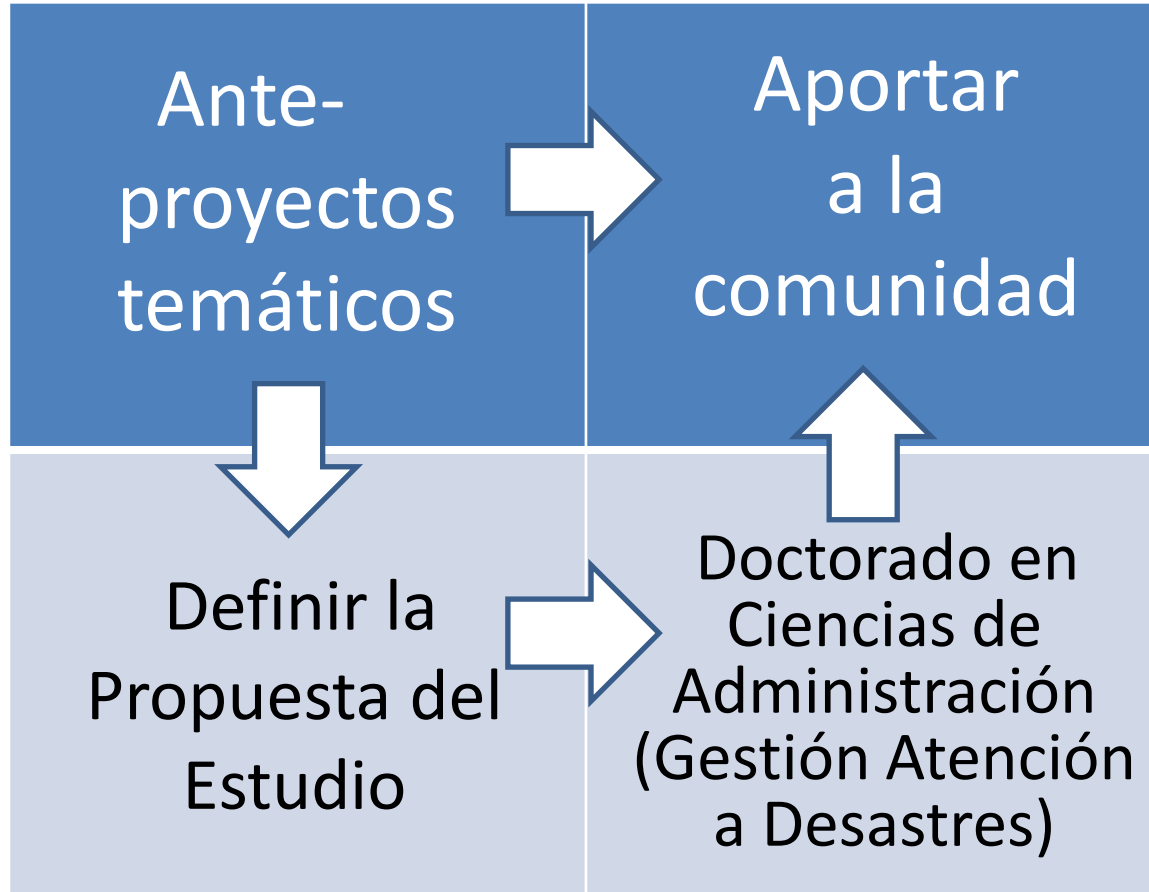 Ante-
proyectos
temáticos
Aportar
a la
comunidad
Definir la
Propuesta del
Estudio
Doctorado en
Ciencias de
Administración
(Gestión Atención
a Desastres)